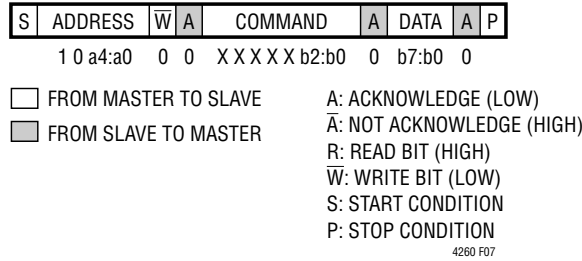 S ADDRESS W̅ A COMMAND A DATA A P
1 0 a4:a0 0 0 X X X X X b2:b0 0 b7:b0 0
FROM MASTER TO SLAVE
FROM SLAVE TO MASTER
A: ACKNOWLEDGE (LOW)
A̅: NOT ACKNOWLEDGE (HIGH)
R: READ BIT (HIGH)
W̅: WRITE BIT (LOW)
S: START CONDITION
P: STOP CONDITION
4260 F07